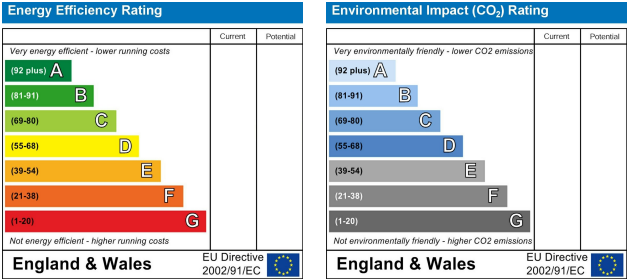 Energy Efficiency Rating
Current Potential
Very energy efficient - lower running costs
(92 plus) A
(81-91) B
(69-80) C
(55-68) D
(39-54) E
(21-38) F
(1-20) G
Not energy efficient - higher running costs
England & Wales
EU Directive
2002/91/EC
Environmental Impact (CO₂) Rating
Current Potential
Very environmentally friendly - lower CO2 emissions
(92 plus) A
(81-91) B
(69-80) C
(55-68) D
(39-54) E
(21-38) F
(1-20) G
Not environmentally friendly - higher CO2 emissions
England & Wales
EU Directive
2002/91/EC